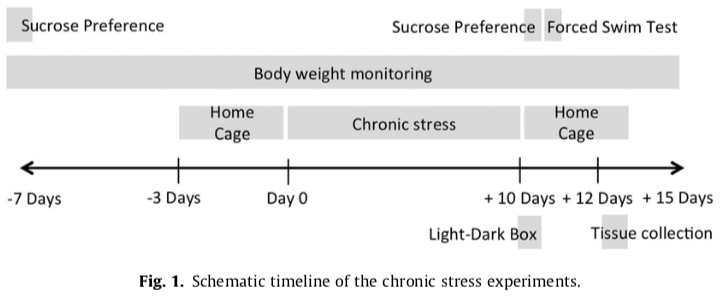 Sucrose Preference
Sucrose Preference Forced Swim Test
Body weight monitoring
Home
Cage
Chronic stress
Home
Cage
-7 Days
-3 Days
Day 0
+ 10 Days
+ 12 Days
+ 15 Days
Light-Dark Box
Tissue collection
Fig. 1. Schematic timeline of the chronic stress experiments.